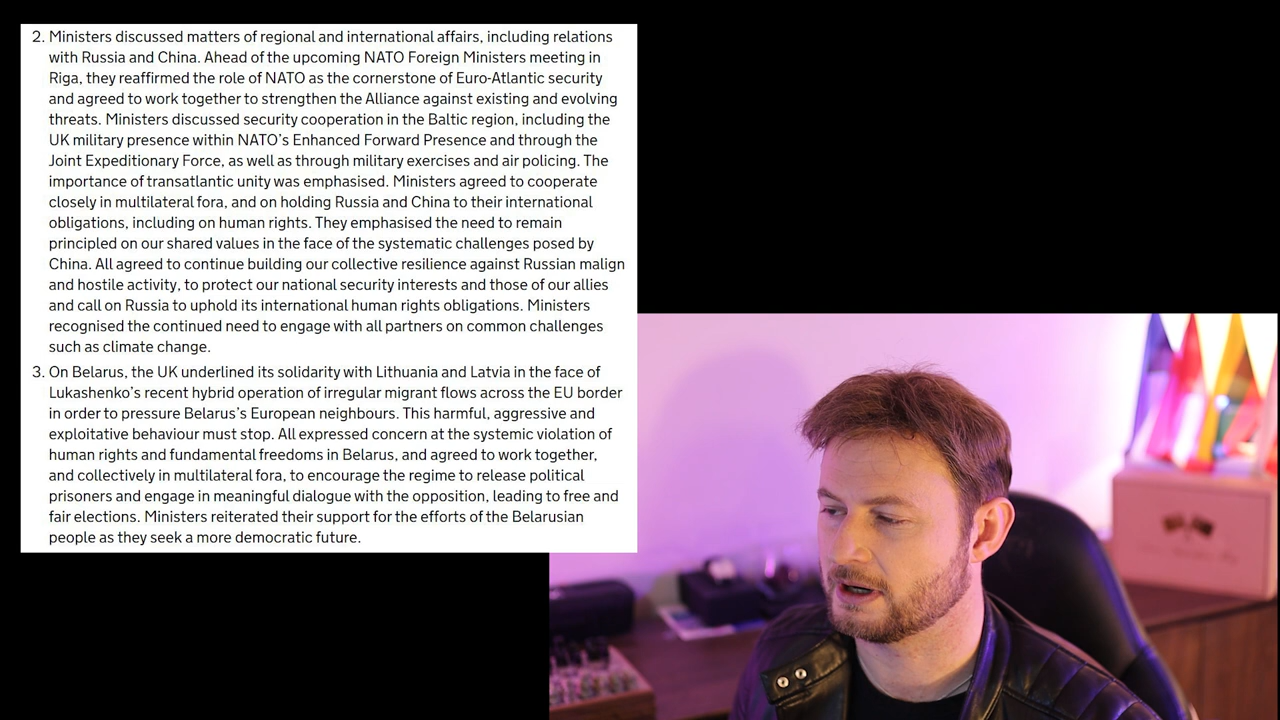 2. Ministers discussed matters of regional and international affairs, including relations
with Russia and China. Ahead of the upcoming NATO Foreign Ministers meeting in
Riga, they reaffirmed the role of NATO as the cornerstone of Euro-Atlantic security
and agreed to work together to strengthen the Alliance against existing and evolving
threats. Ministers discussed security cooperation in the Baltic region, including the
UK military presence within NATO's Enhanced Forward Presence and through the
Joint Expeditionary Force, as well as through military exercises and air policing. The
importance of transatlantic unity was emphasised. Ministers agreed to cooperate
closely in multilateral fora, and on holding Russia and China to their international
obligations, including on human rights. They emphasised the need to remain
principled on our shared values in the face of the systematic challenges posed by
China. All agreed to continue building our collective resilience against Russian malign
and hostile activity, to protect our national security interests and those of our allies
and call on Russia to uphold its international human rights obligations. Ministers
recognised the continued need to engage with all partners on common challenges
such as climate change.
3. On Belarus, the UK underlined its solidarity with Lithuania and Latvia in the face of
Lukashenko's recent hybrid operation of irregular migrant flows across the EU border
in order to pressure Belarus's European neighbours. This harmful, aggressive and
exploitative behaviour must stop. All expressed concern at the systemic violation of
human rights and fundamental freedoms in Belarus, and agreed to work together,
and collectively in multilateral fora, to encourage the regime to release political
prisoners and engage in meaningful dialogue with the opposition, leading to free and
fair elections. Ministers reiterated their support for the efforts of the Belarusian
people as they seek a more democratic future.